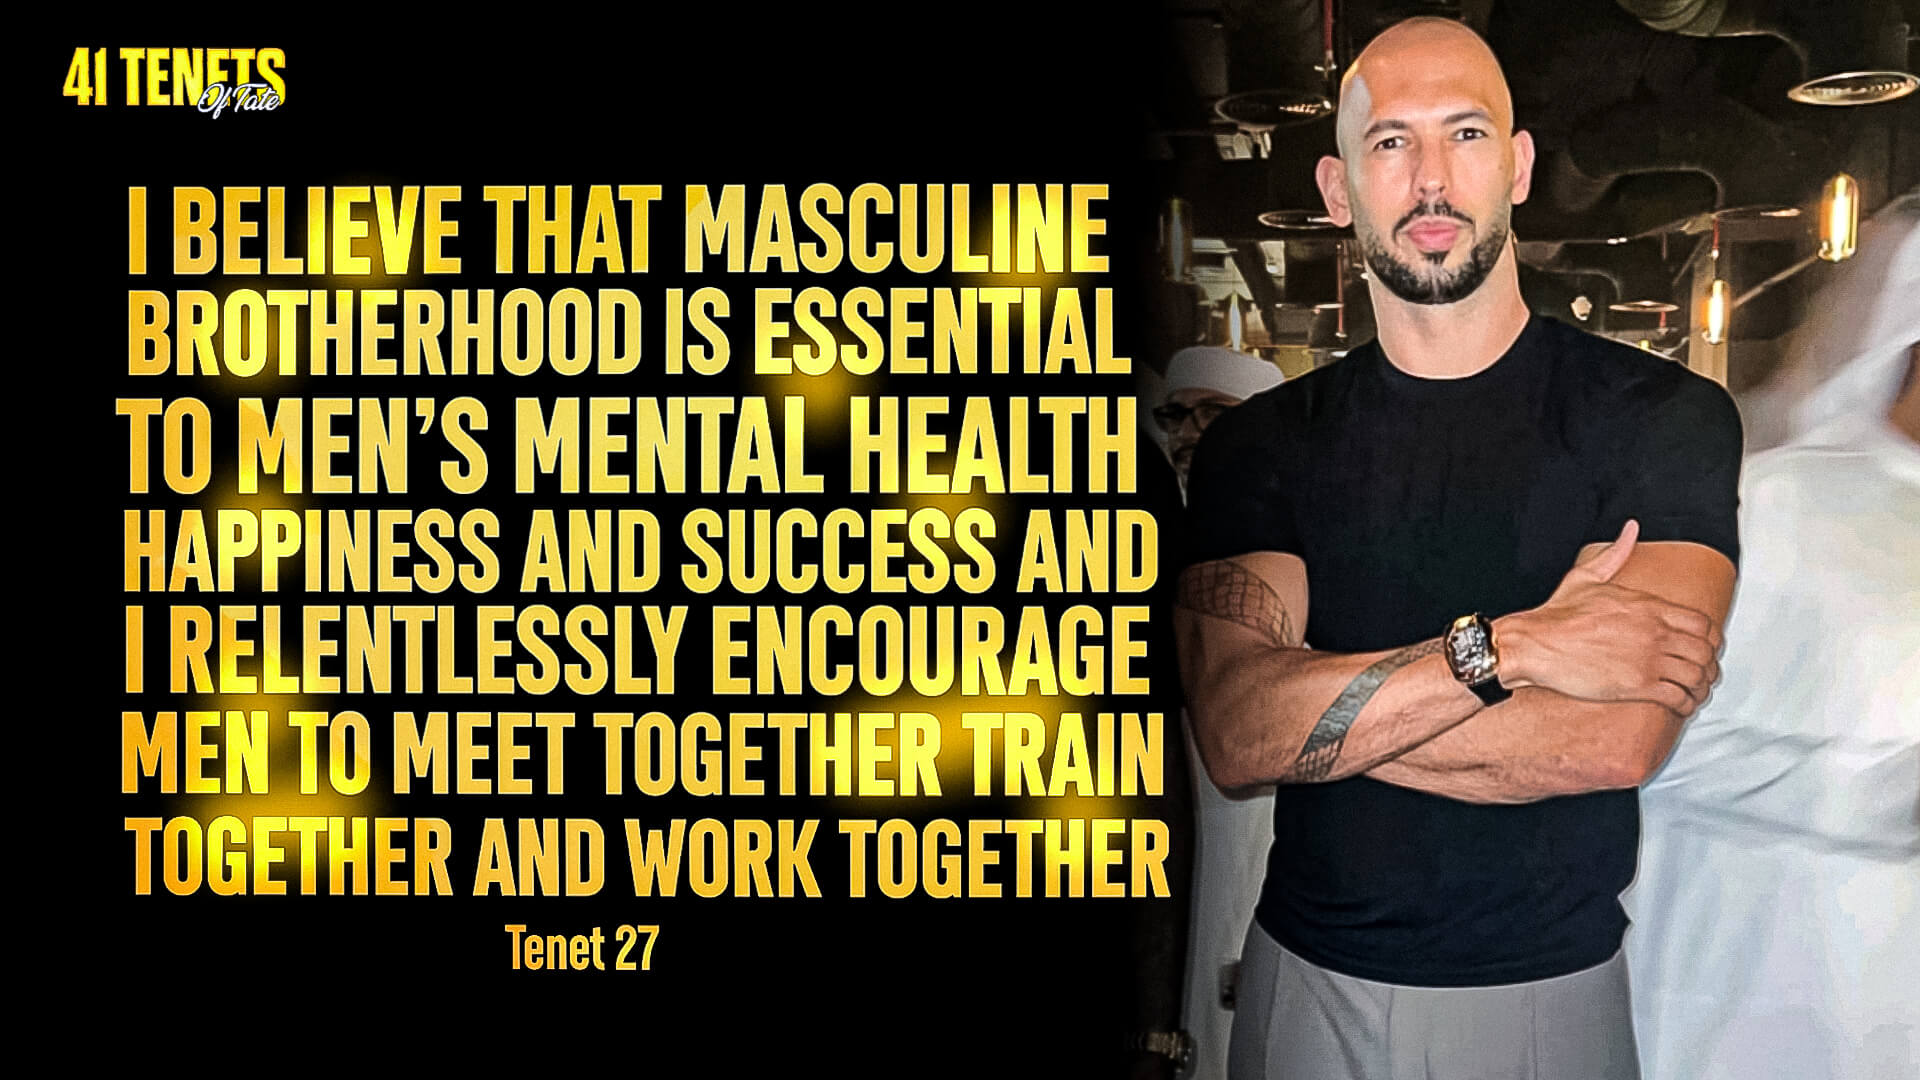 41 TENETS
Of Tate
I BELIEVE THAT MASCULINE
BROTHERHOOD IS ESSENTIAL
TO MEN'S MENTAL HEALTH
HAPPINESS AND SUCCESS AND
I RELENTLESSLY ENCOURAGE
MEN TO MEET TOGETHER TRAIN
TOGETHER AND WORK TOGETHER
Tenet 27